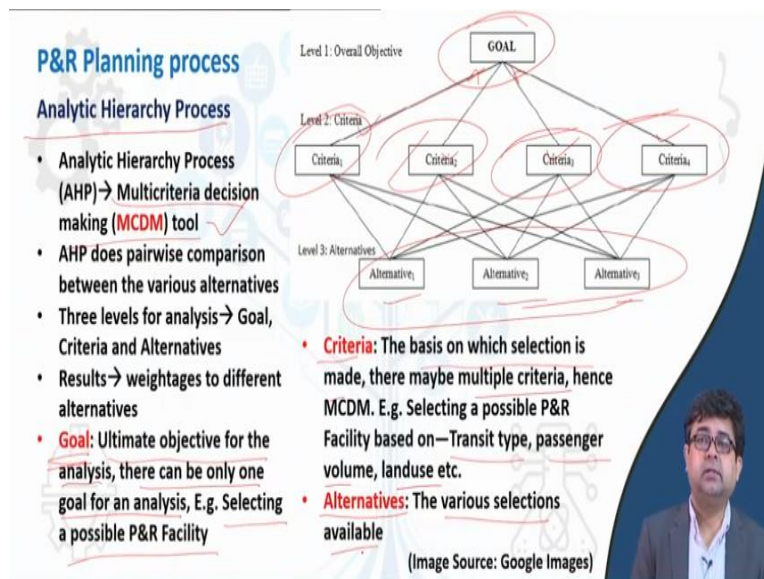 P&R Planning process
Analytic Hierarchy Process
• Analytic Hierarchy Process
(AHP)→ Multicriteria decision
making (MCDM) tool
• AHP does pairwise comparison
between the various alternatives
• Three levels for analysis→ Goal,
Criteria and Alternatives
• Results→ weightages to different
alternatives
• Goal: Ultimate objective for the
analysis, there can be only one
goal for an analysis, E.g. Selecting
a possible P&R Facility
Level 1: Overall Objective
GOAL
Level 2: Criteria
Criteria₁ Criteria₂ Criteria₃ Criteria₄
Level 3: Alternatives
Alternative₁ Alternative₂ Alternative₃
• Criteria: The basis on which selection is
made, there maybe multiple criteria, hence
MCDM. E.g. Selecting a possible P&R
Facility based on—Transit type, passenger
volume, landuse etc.
• Alternatives: The various selections
available
(Image Source: Google Images)